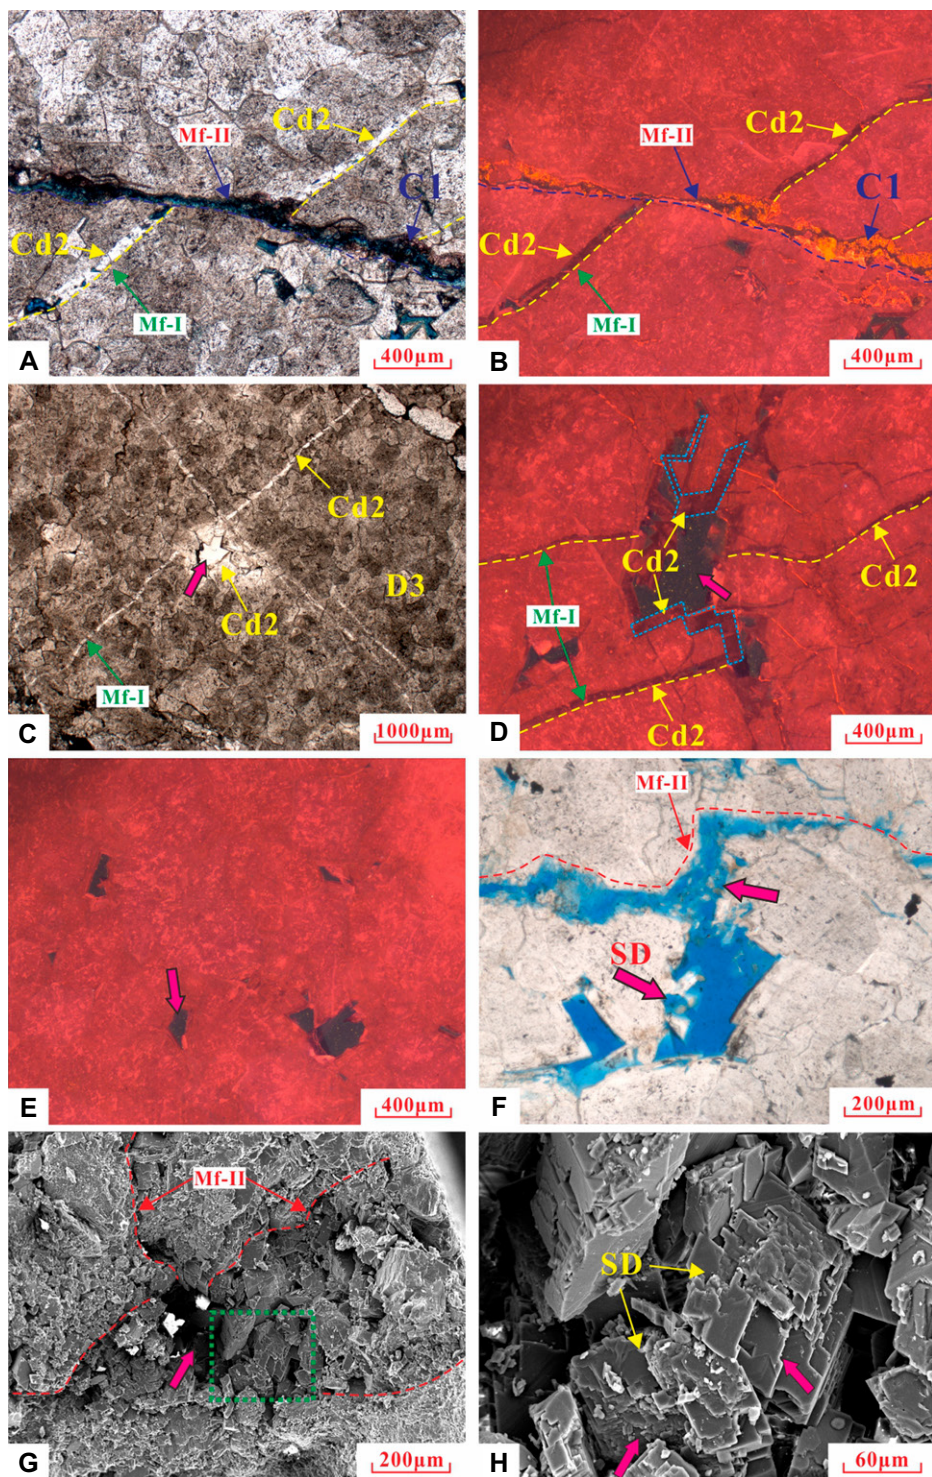 Cd2
Mf-II
C1
Cd2
Mf-I
A
400μm
Mf-II
Cd2
C1
Cd2
Mf-I
B
400μm
Cd2
D3
Cd2
Mf-I
C
1000μm
Cd2
Cd2
Mf-I
Cd2
D
400μm
E
400μm
Mf-II
SD
F
200μm
Mf-II
G
200μm
SD
H
60μm